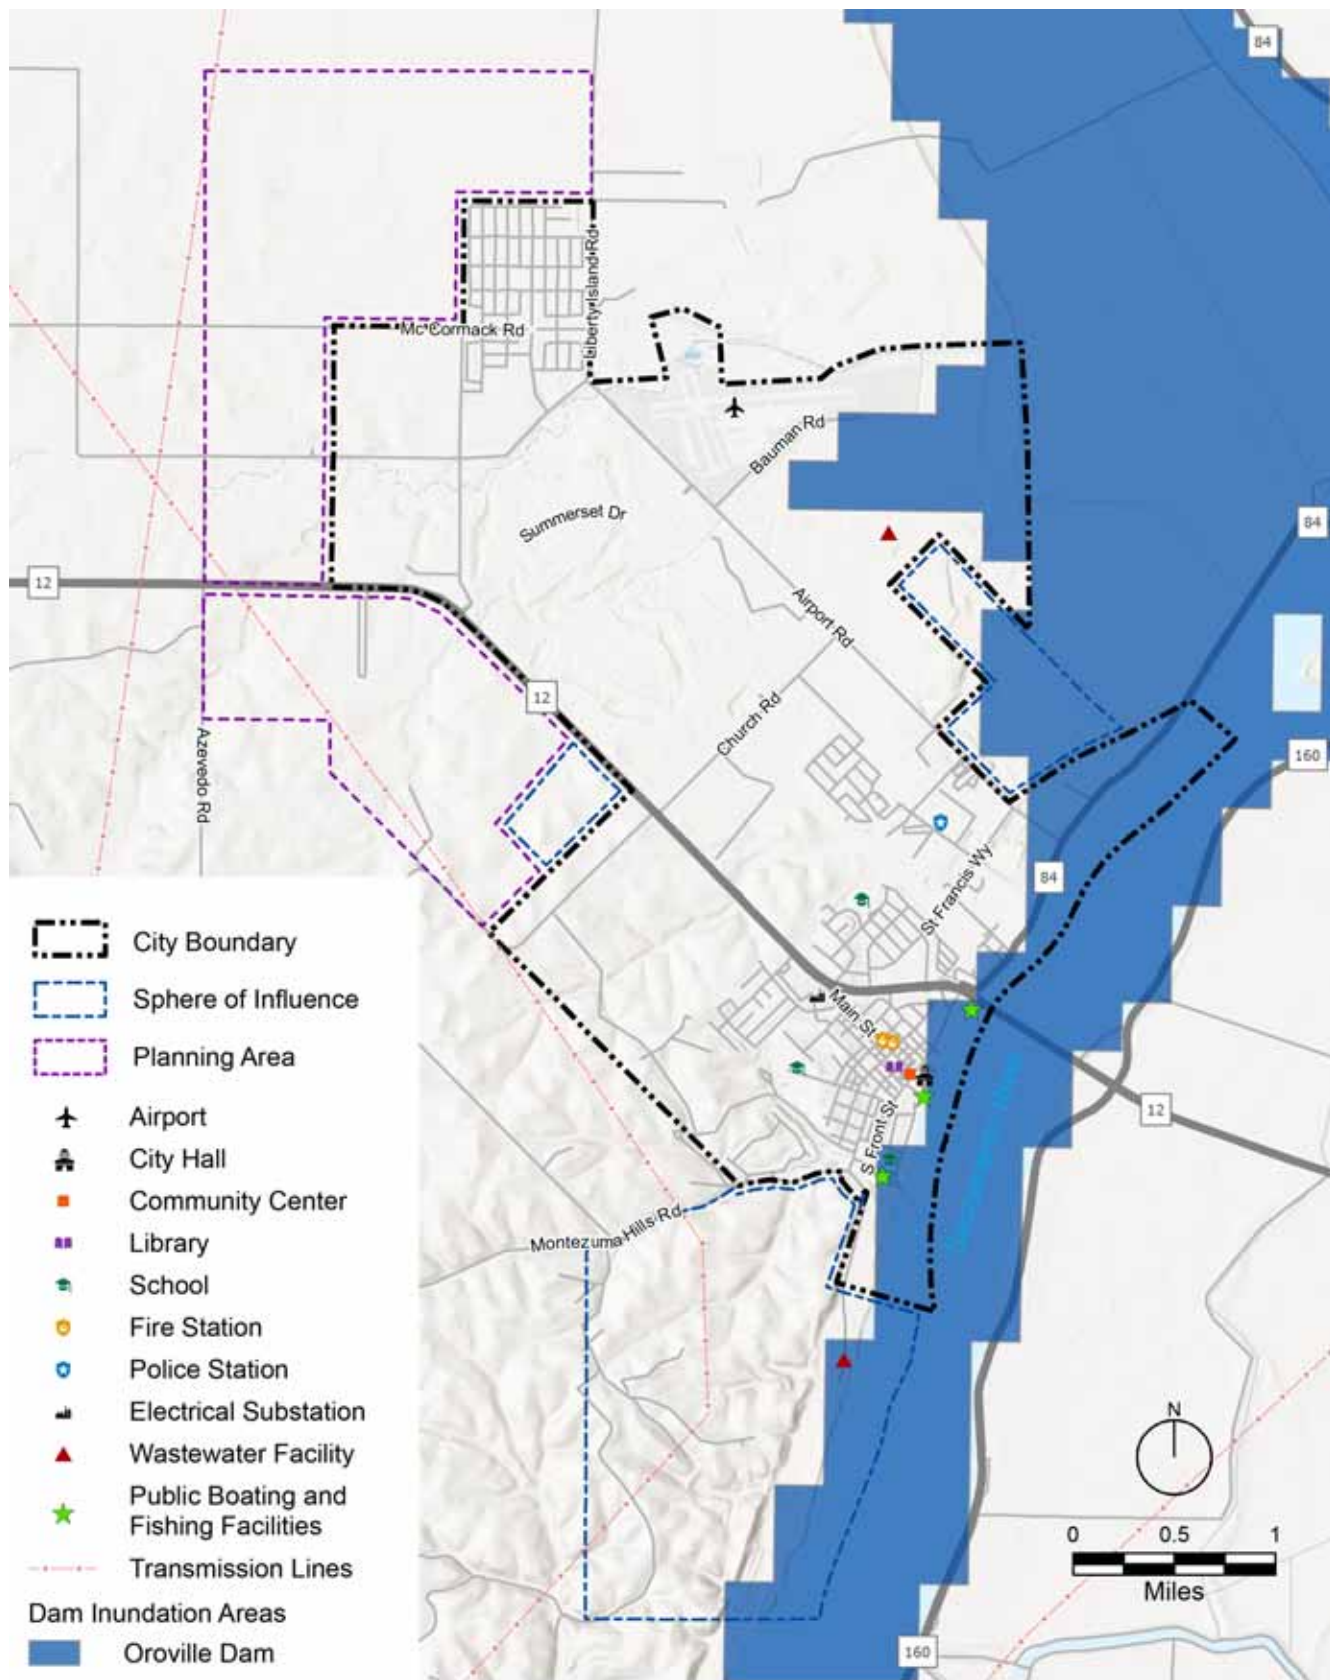 84
Liberty Island Rd
Mc Cormack Rd
Bauman Rd
Summerset Dr
84
12
Airport Rd
12
Church Rd
Azevedo Rd
160
St Francis Wy
84
Main St
12
S Front St
Montezuma Hills Rd
City Boundary
Sphere of Influence
Planning Area
Airport
City Hall
Community Center
Library
School
Fire Station
Police Station
Electrical Substation
Wastewater Facility
Public Boating and
Fishing Facilities
Transmission Lines
Dam Inundation Areas
Oroville Dam
N
0 0.5 1
Miles
160